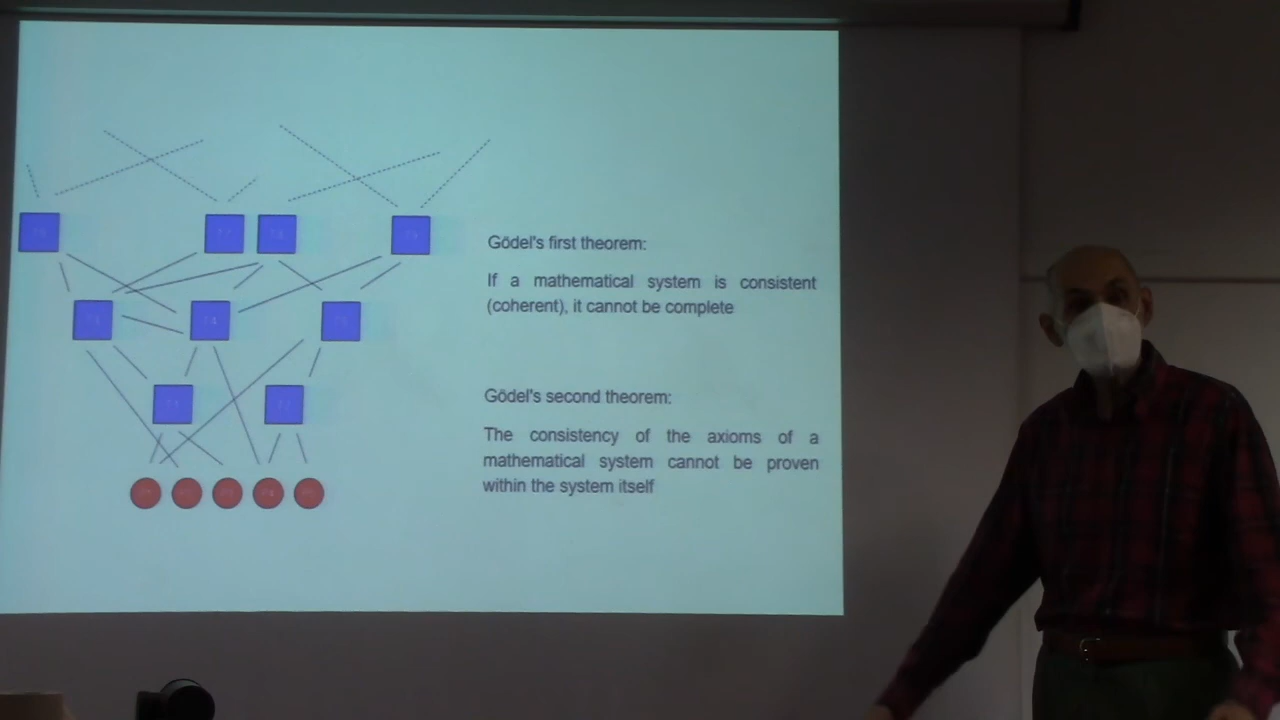 Gödel's first theorem:
If a mathematical system is consistent
(coherent), it cannot be complete
Gödel's second theorem:
The consistency of the axioms of a
mathematical system cannot be proven
within the system itself